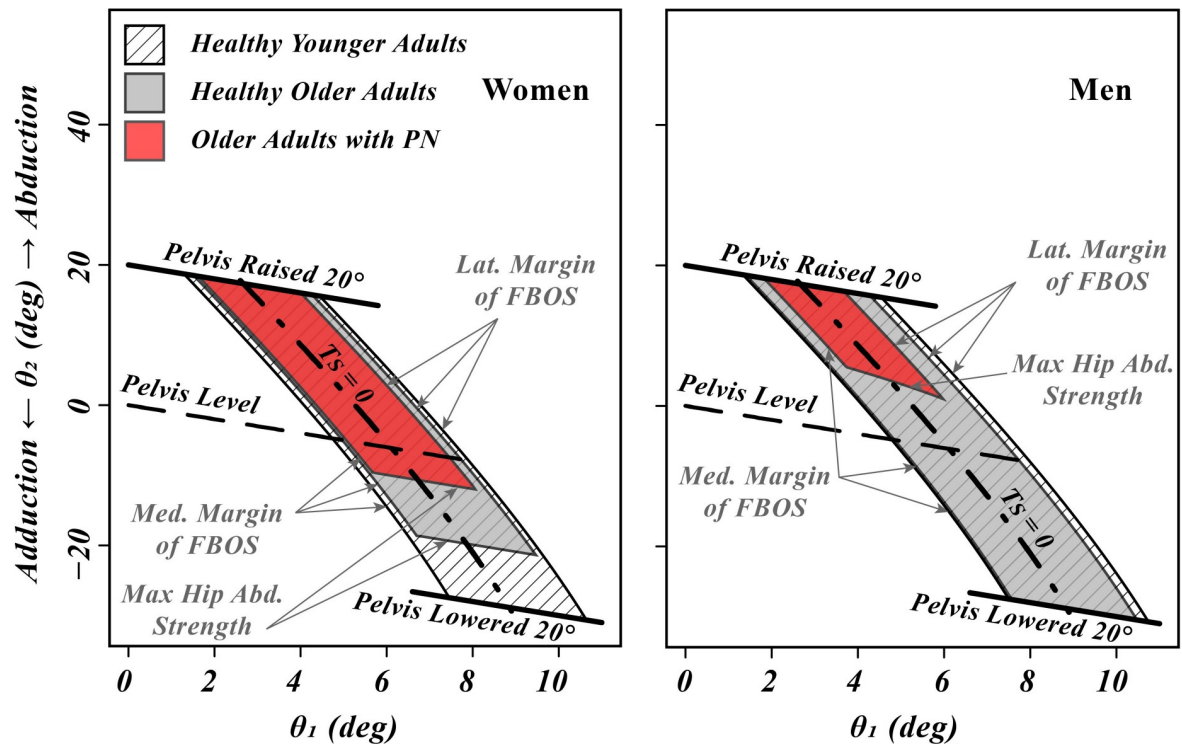 Healthy Younger Adults
Healthy Older Adults
Older Adults with PN
Women
Adduction ← θ₂ (deg) → Abduction
40
20
0
−20
Pelvis Raised 20°
Lat. Margin
of FBOS
Ts = 0
Pelvis Level
Med. Margin
of FBOS
Max Hip Abd.
Strength
Pelvis Lowered 20°
0 2 4 6 8 10
θ₁ (deg)
Men
Pelvis Raised 20°
Lat. Margin
of FBOS
Max Hip Abd.
Strength
Pelvis Level
Med. Margin
of FBOS
Ts = 0
Pelvis Lowered 20°
0 2 4 6 8 10
θ₁ (deg)